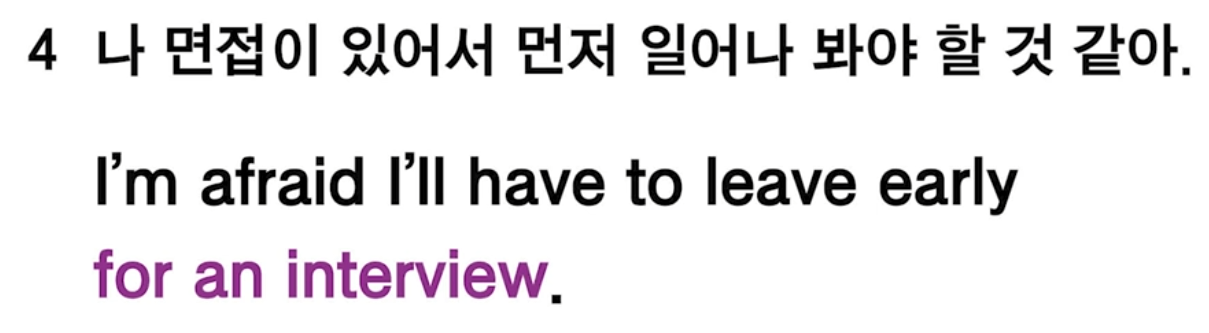 4 나 면접이 있어서 먼저 일어나 봐야 할 것 같아.
I’m afraid I’ll have to leave early
for an interview.